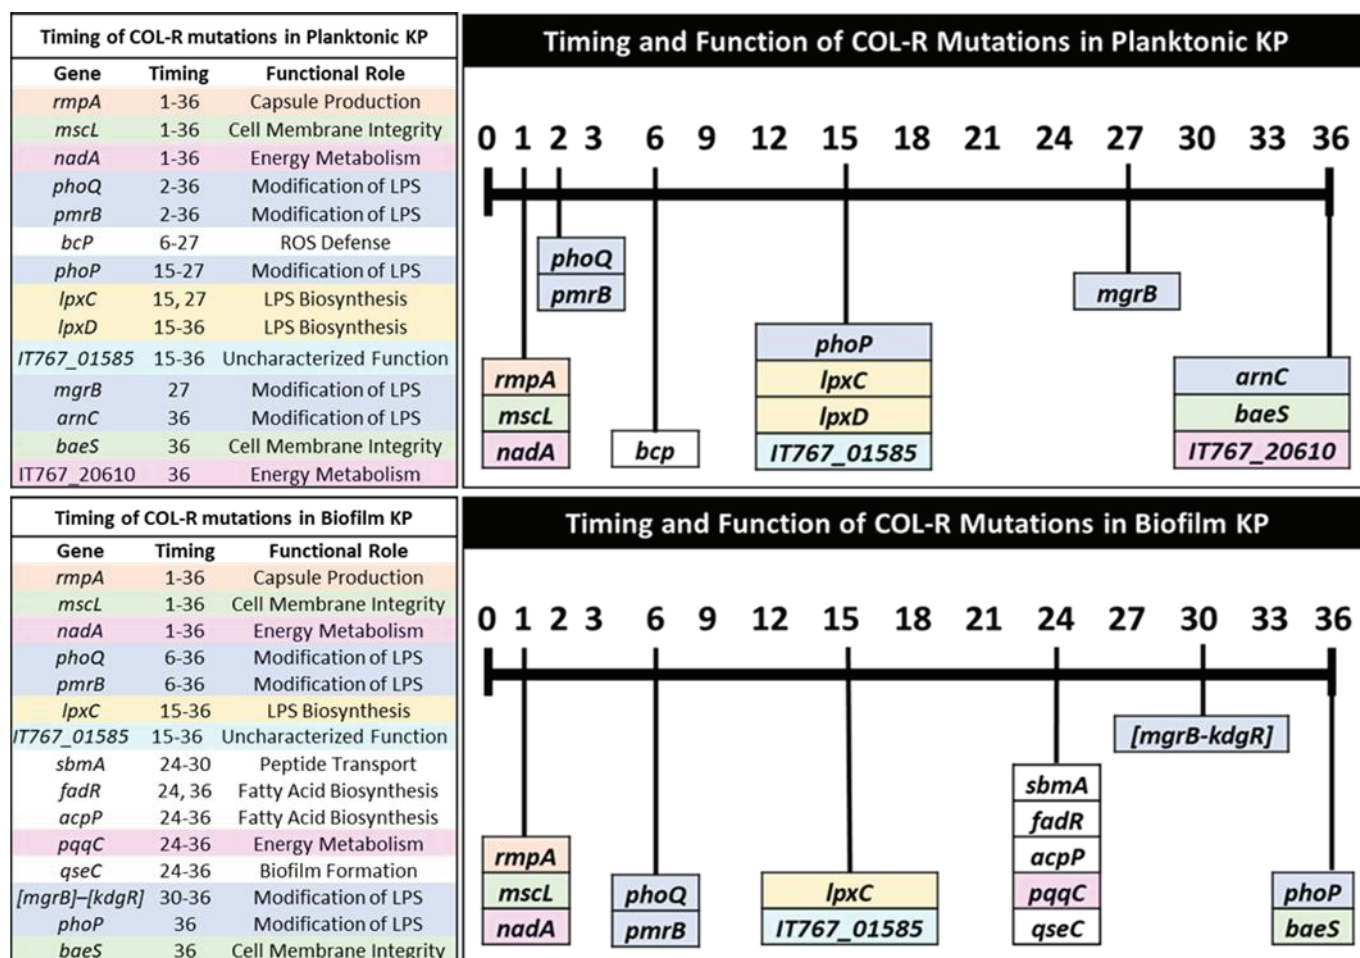 Timing of COL-R mutations in Planktonic KP
Gene Timing Functional Role
rmpA 1-36 Capsule Production
mscL 1-36 Cell Membrane Integrity
nadA 1-36 Energy Metabolism
phoQ 2-36 Modification of LPS
pmrB 2-36 Modification of LPS
bcP 6-27 ROS Defense
phoP 15-27 Modification of LPS
lpxC 15, 27 LPS Biosynthesis
lpxD 15-36 LPS Biosynthesis
IT767_01585 15-36 Uncharacterized Function
mgrB 27 Modification of LPS
arnC 36 Modification of LPS
baeS 36 Cell Membrane Integrity
IT767_20610 36 Energy Metabolism
Timing and Function of COL-R Mutations in Planktonic KP
0 1 2 3 6 9 12 15 18 21 24 27 30 33 36
phoQ
pmrB
mgrB
phoP
lpxC
lpxD
IT767_01585
rmpA
mscL
nadA
bcp
arnC
baeS
IT767_20610
Timing of COL-R mutations in Biofilm KP
Gene Timing Functional Role
rmpA 1-36 Capsule Production
mscL 1-36 Cell Membrane Integrity
nadA 1-36 Energy Metabolism
phoQ 6-36 Modification of LPS
pmrB 6-36 Modification of LPS
lpxC 15-36 LPS Biosynthesis
IT767_01585 15-36 Uncharacterized Function
sbmA 24-30 Peptide Transport
fadR 24, 36 Fatty Acid Biosynthesis
acpP 24-36 Fatty Acid Biosynthesis
pqqC 24-36 Energy Metabolism
qseC 24-36 Biofilm Formation
[mgrB]–[kdgR] 30-36 Modification of LPS
phoP 36 Modification of LPS
baeS 36 Cell Membrane Integrity
Timing and Function of COL-R Mutations in Biofilm KP
0 1 2 3 6 9 12 15 18 21 24 27 30 33 36
[mgrB-kdgR]
sbmA
fadR
acpP
pqqC
qseC
rmpA
mscL
nadA
phoQ
pmrB
lpxC
IT767_01585
phoP
baeS